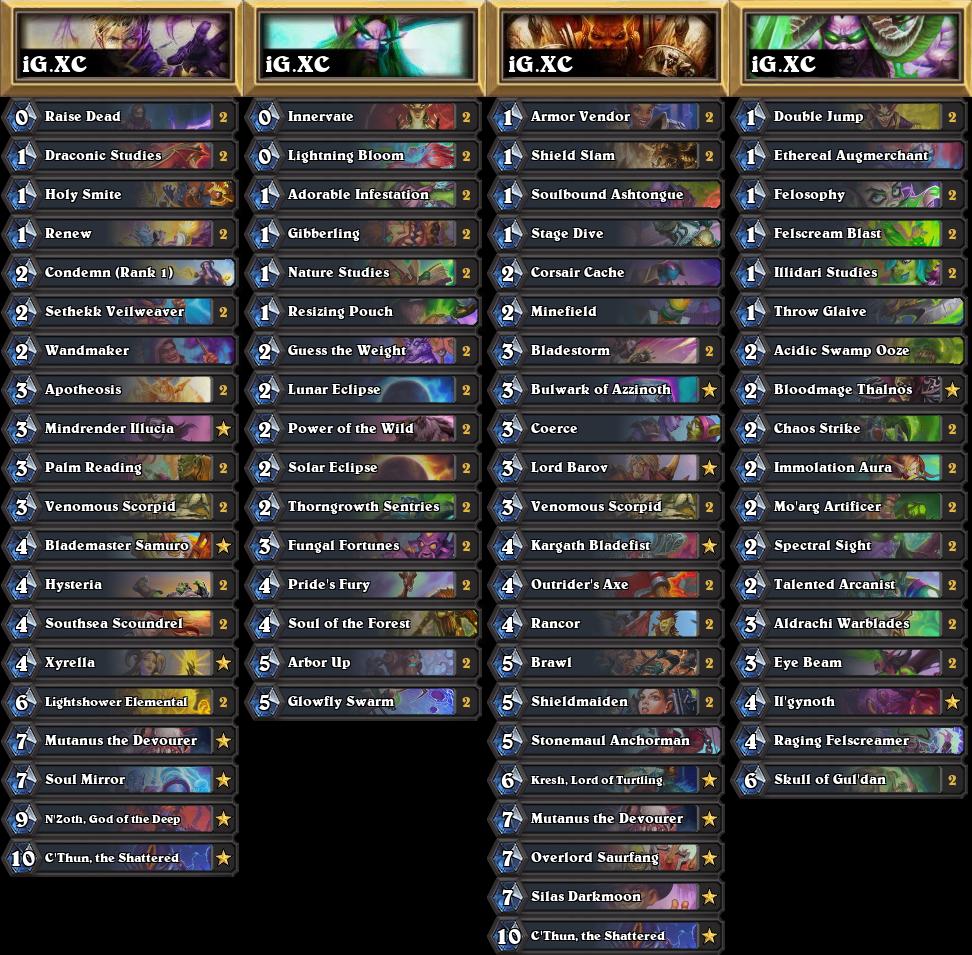 iG.XC
0 Raise Dead 2
1 Draconic Studies 2
1 Holy Smite 2
1 Renew 2
2 Condemn (Rank 1)
2 Sethekk Veilweaver 2
2 Wandmaker
3 Apotheosis 2
3 Mindrender Illucia
3 Palm Reading 2
3 Venomous Scorpid 2
4 Blademaster Samuro
4 Hysteria 2
4 Southsea Scoundrel 2
4 Xyrella
6 Lightshower Elemental 2
7 Mutanus the Devourer
7 Soul Mirror
9 N'Zoth, God of the Deep
10 C'Thun, the Shattered
iG.XC
0 Innervate 2
0 Lightning Bloom 2
1 Adorable Infestation 2
1 Gibberling 2
1 Nature Studies 2
1 Resizing Pouch
2 Guess the Weight 2
2 Lunar Eclipse 2
2 Power of the Wild 2
2 Solar Eclipse 2
2 Thorngrowth Sentries 2
3 Fungal Fortunes 2
4 Pride's Fury 2
4 Soul of the Forest
5 Arbor Up 2
5 Glowfly Swarm 2
iG.XC
1 Armor Vendor 2
1 Shield Slam 2
1 Soulbound Ashtongue
1 Stage Dive
2 Corsair Cache
2 Minefield
3 Bladestorm 2
3 Bulwark of Azzinoth
3 Coerce
3 Lord Barov
3 Venomous Scorpid 2
4 Kargath Bladefist
4 Outrider's Axe 2
4 Rancor 2
5 Brawl 2
5 Shieldmaiden 2
5 Stonemaul Anchorman
6 Kresh, Lord of Turtling
7 Mutanus the Devourer
7 Overlord Saurfang
7 Silas Darkmoon
10 C'Thun, the Shattered
iG.XC
1 Double Jump 2
1 Ethereal Augmerchant
1 Felosophy 2
1 Felscream Blast 2
1 Illidari Studies 2
1 Throw Glaive
2 Acidic Swamp Ooze
2 Bloodmage Thalnos
2 Chaos Strike 2
2 Immolation Aura 2
2 Mo'arg Artificer 2
2 Spectral Sight 2
2 Talented Arcanist 2
3 Aldrachi Warblades 2
3 Eye Beam 2
4 Il'gynoth
4 Raging Felscreamer
6 Skull of Gul'dan 2